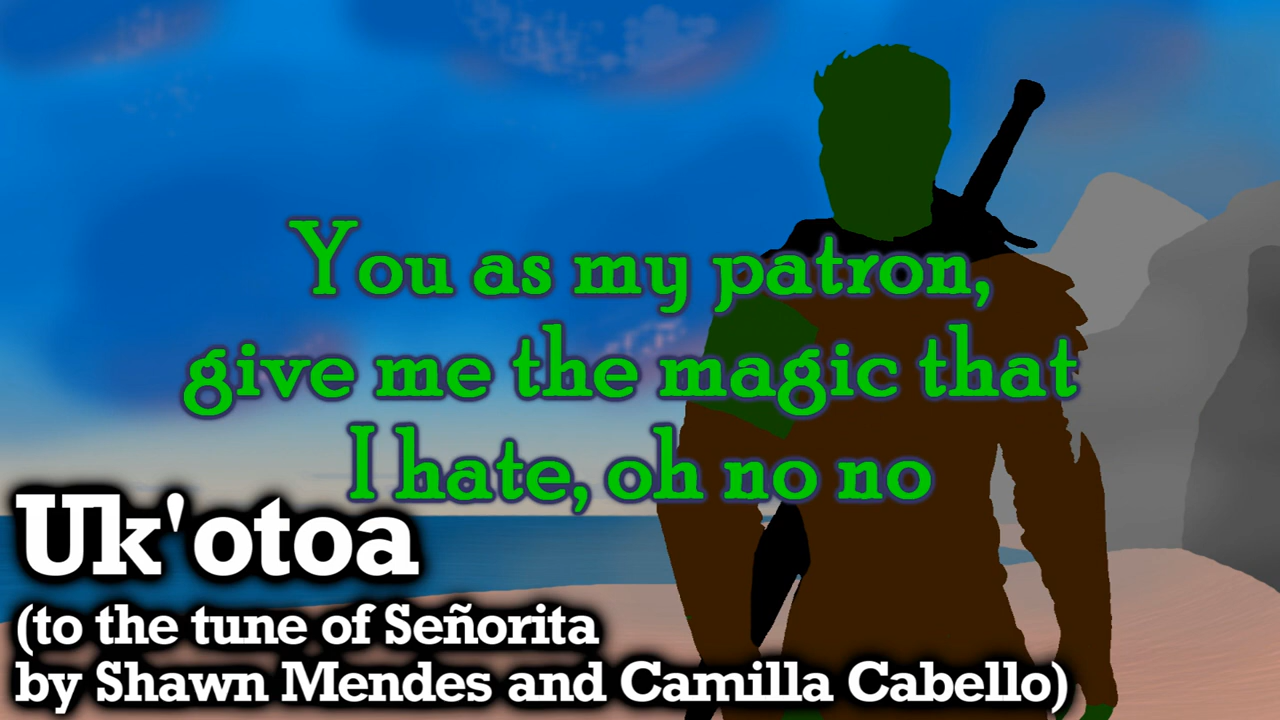 You as my patron,
give me the magic that
I hate, oh no no
Uk'otoa
(to the tune of Señorita
by Shawn Mendes and Camilla Cabello)